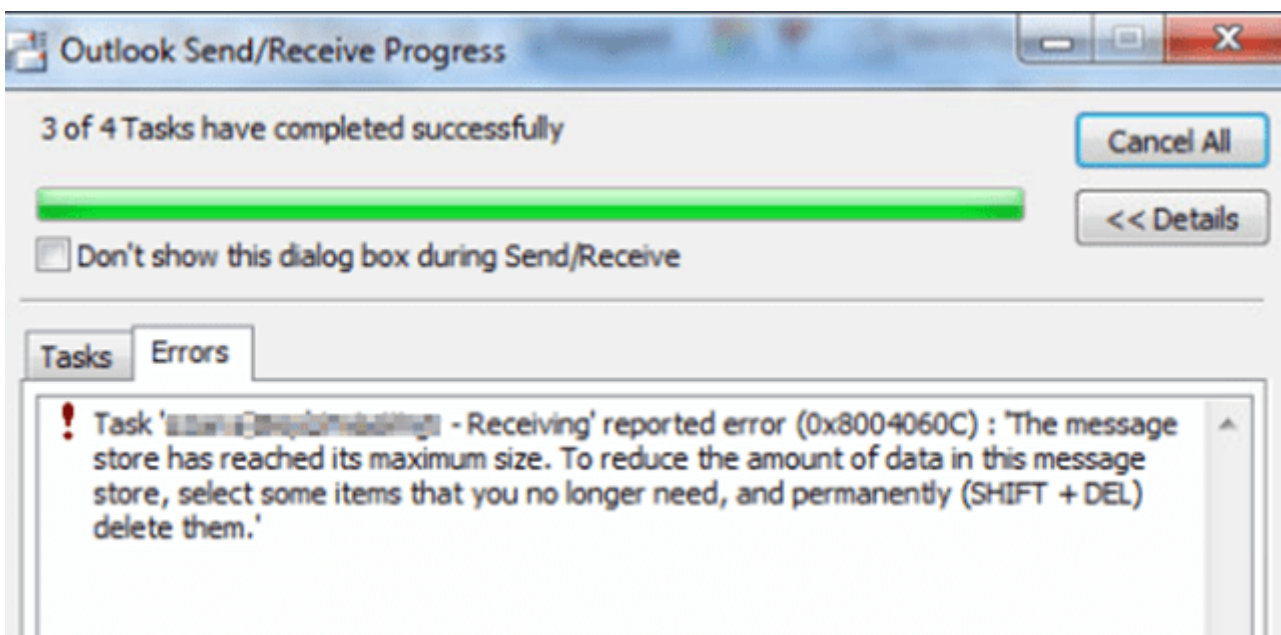 Outlook Send/Receive Progress
3 of 4 Tasks have completed successfully
Cancel All
<< Details
Don't show this dialog box during Send/Receive
Tasks
Errors
Task ' - Receiving' reported error (0x8004060C) : 'The message
store has reached its maximum size. To reduce the amount of data in this message
store, select some items that you no longer need, and permanently (SHIFT + DEL)
delete them.'